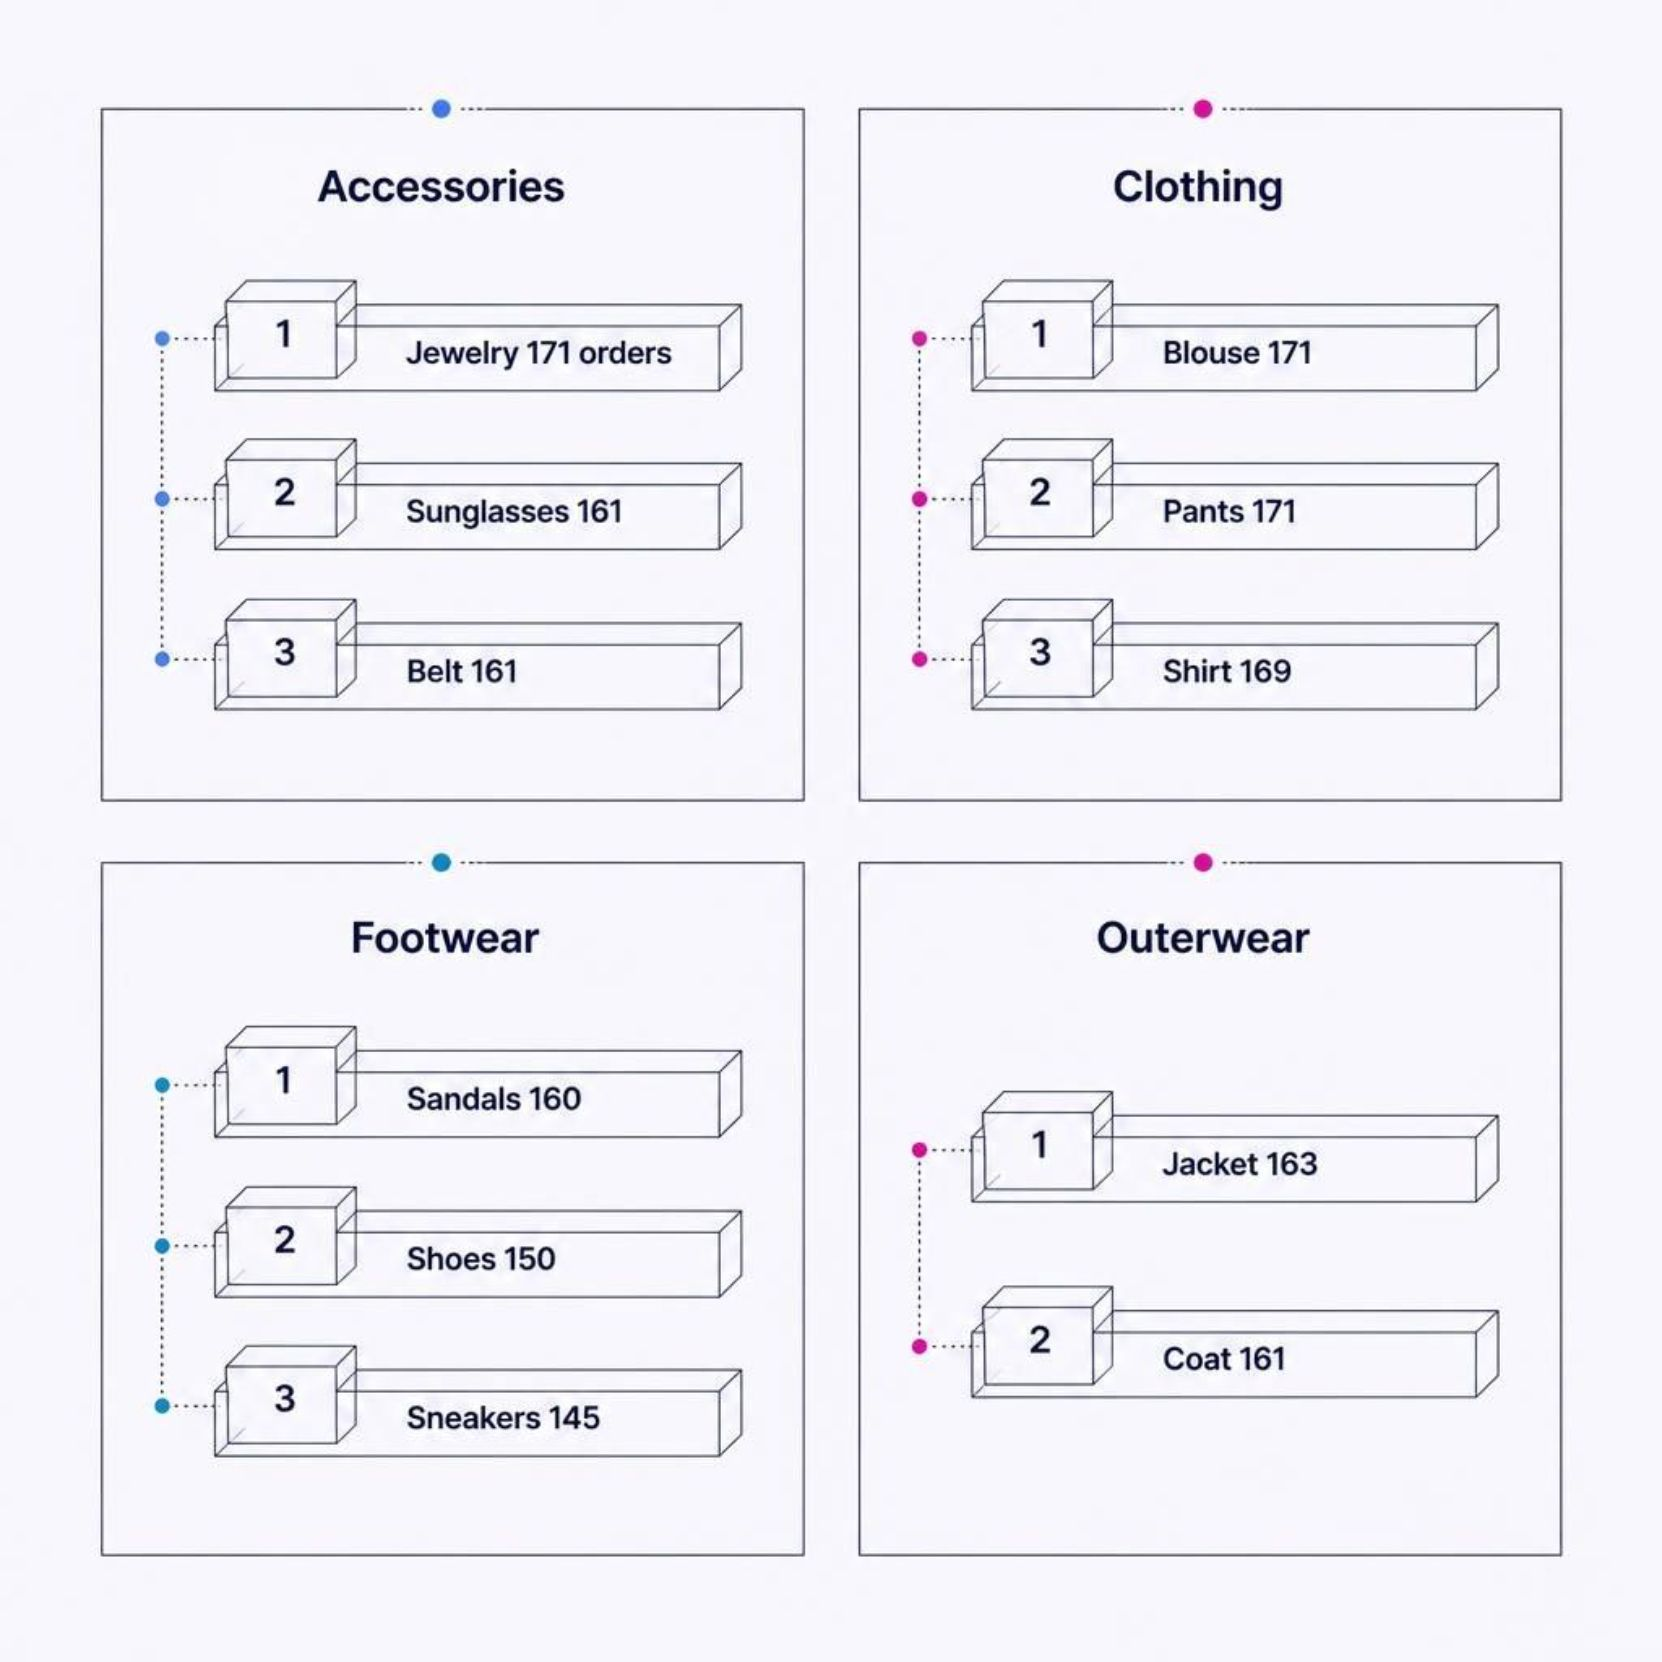 Accessories
1
Jewelry 171 orders
2
Sunglasses 161
3
Belt 161
Clothing
1
Blouse 171
2
Pants 171
3
Shirt 169
Footwear
1
Sandals 160
2
Shoes 150
3
Sneakers 145
Outerwear
1
Jacket 163
2
Coat 161